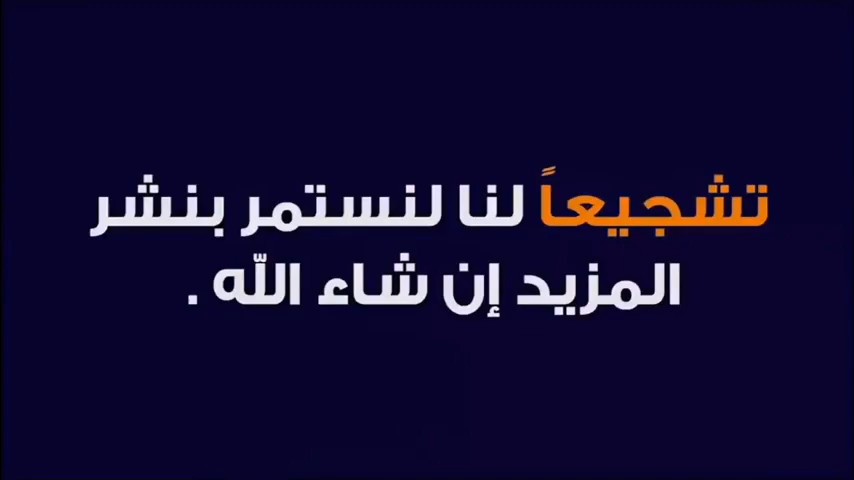 تشجيعاً لنا لنستمر بنشر
المزيد إن شاء الله .